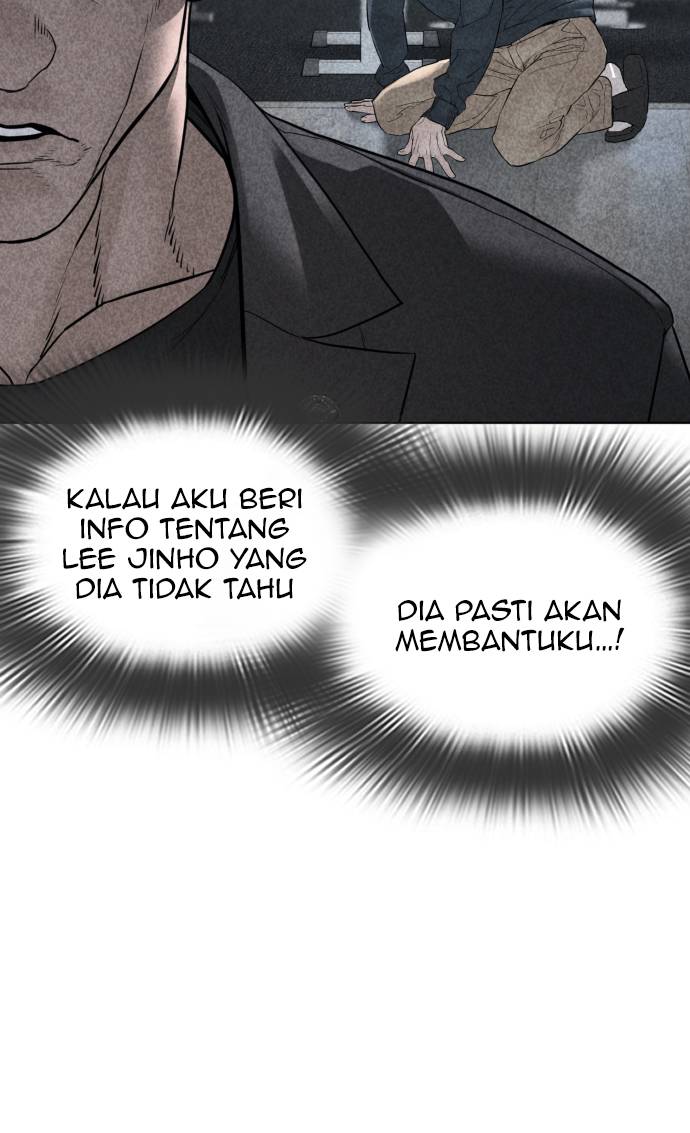 KALAU AKU BERI
INFO TENTANG
LEE JINHO YANG
DIA TIDAK TAHU
DIA PASTI AKAN
MEMBANTUKU...!